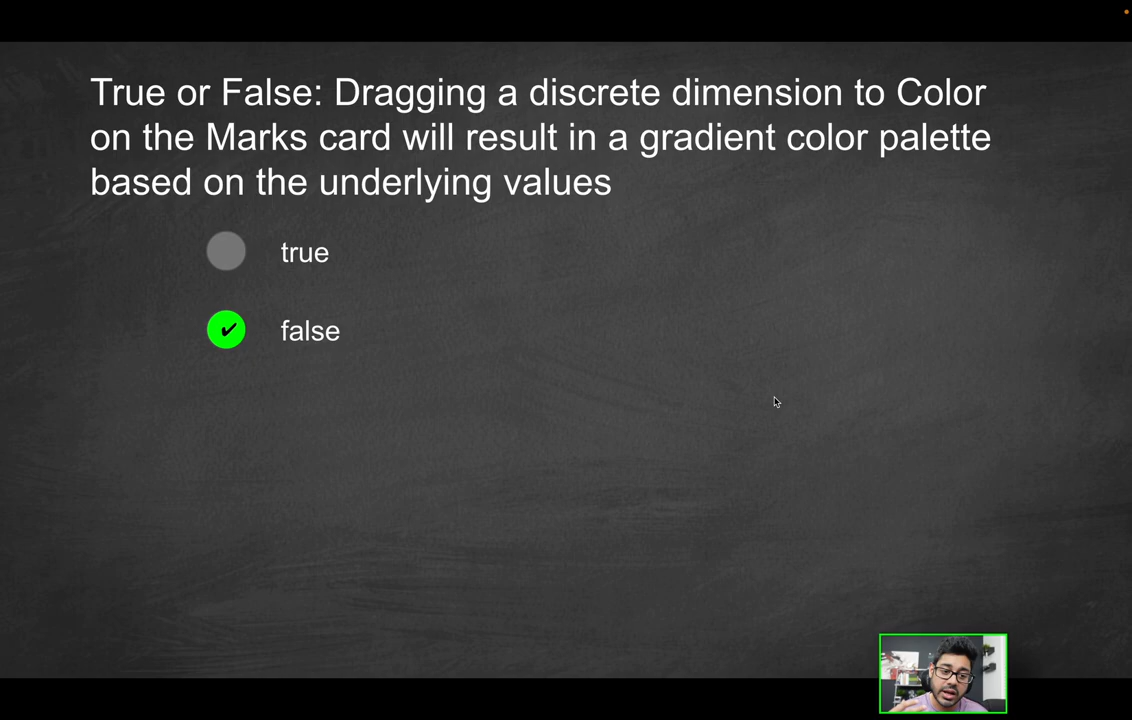 True or False: Dragging a discrete dimension to Color
on the Marks card will result in a gradient color palette
based on the underlying values
true
false